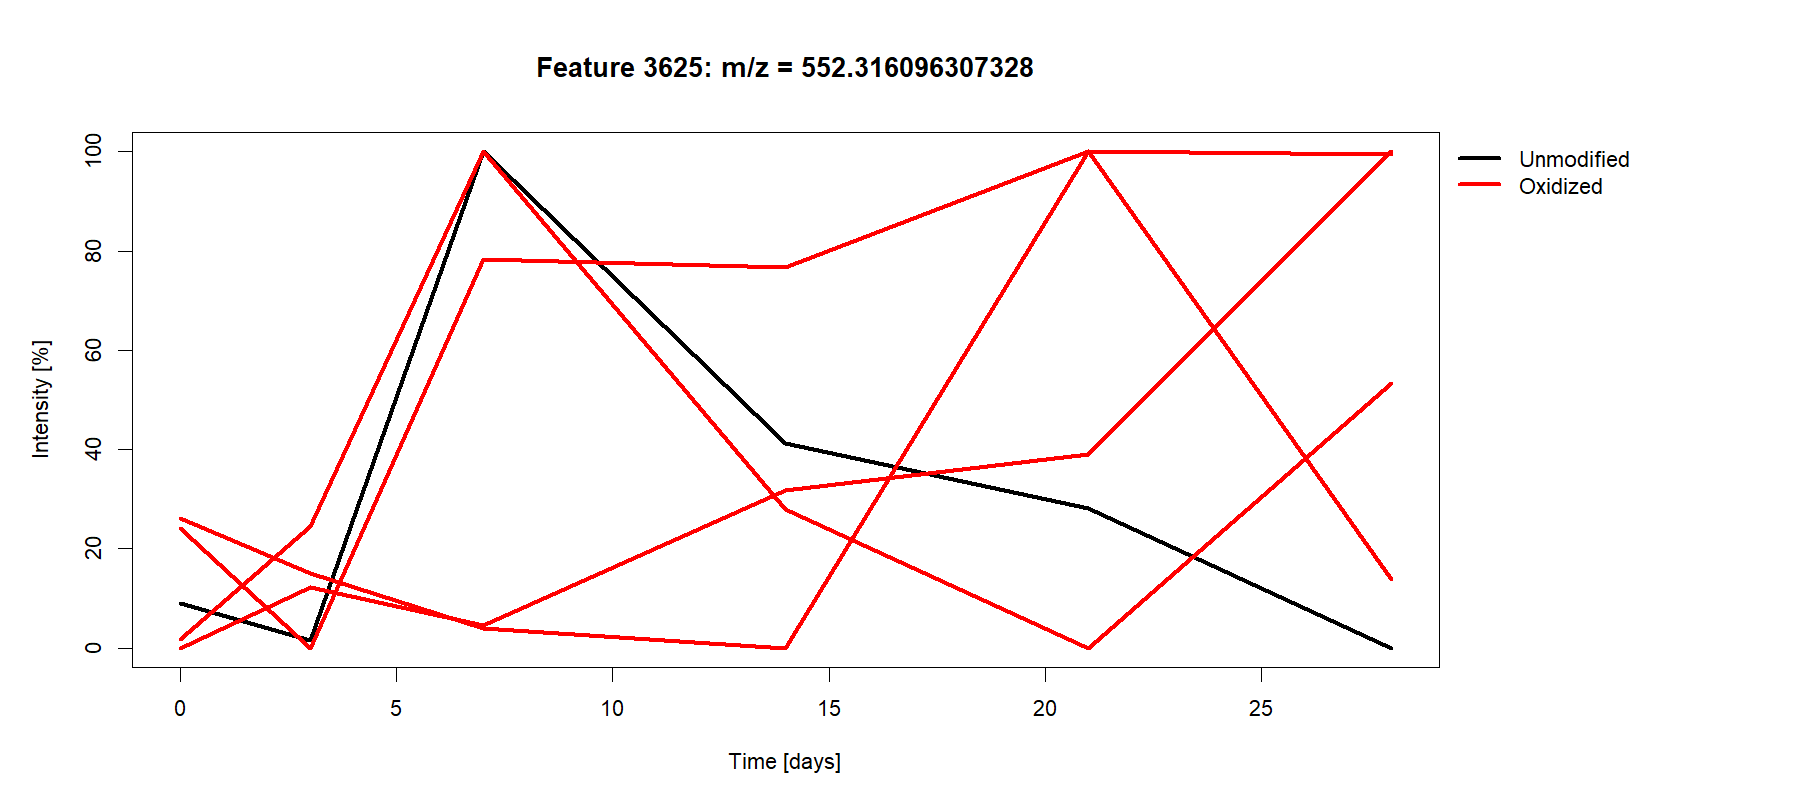 Feature 3625: m/z = 552.316096307328
Unmodified
Oxidized
Intensity [%]
100
80
60
40
20
0
0 5 10 15 20 25
Time [days]